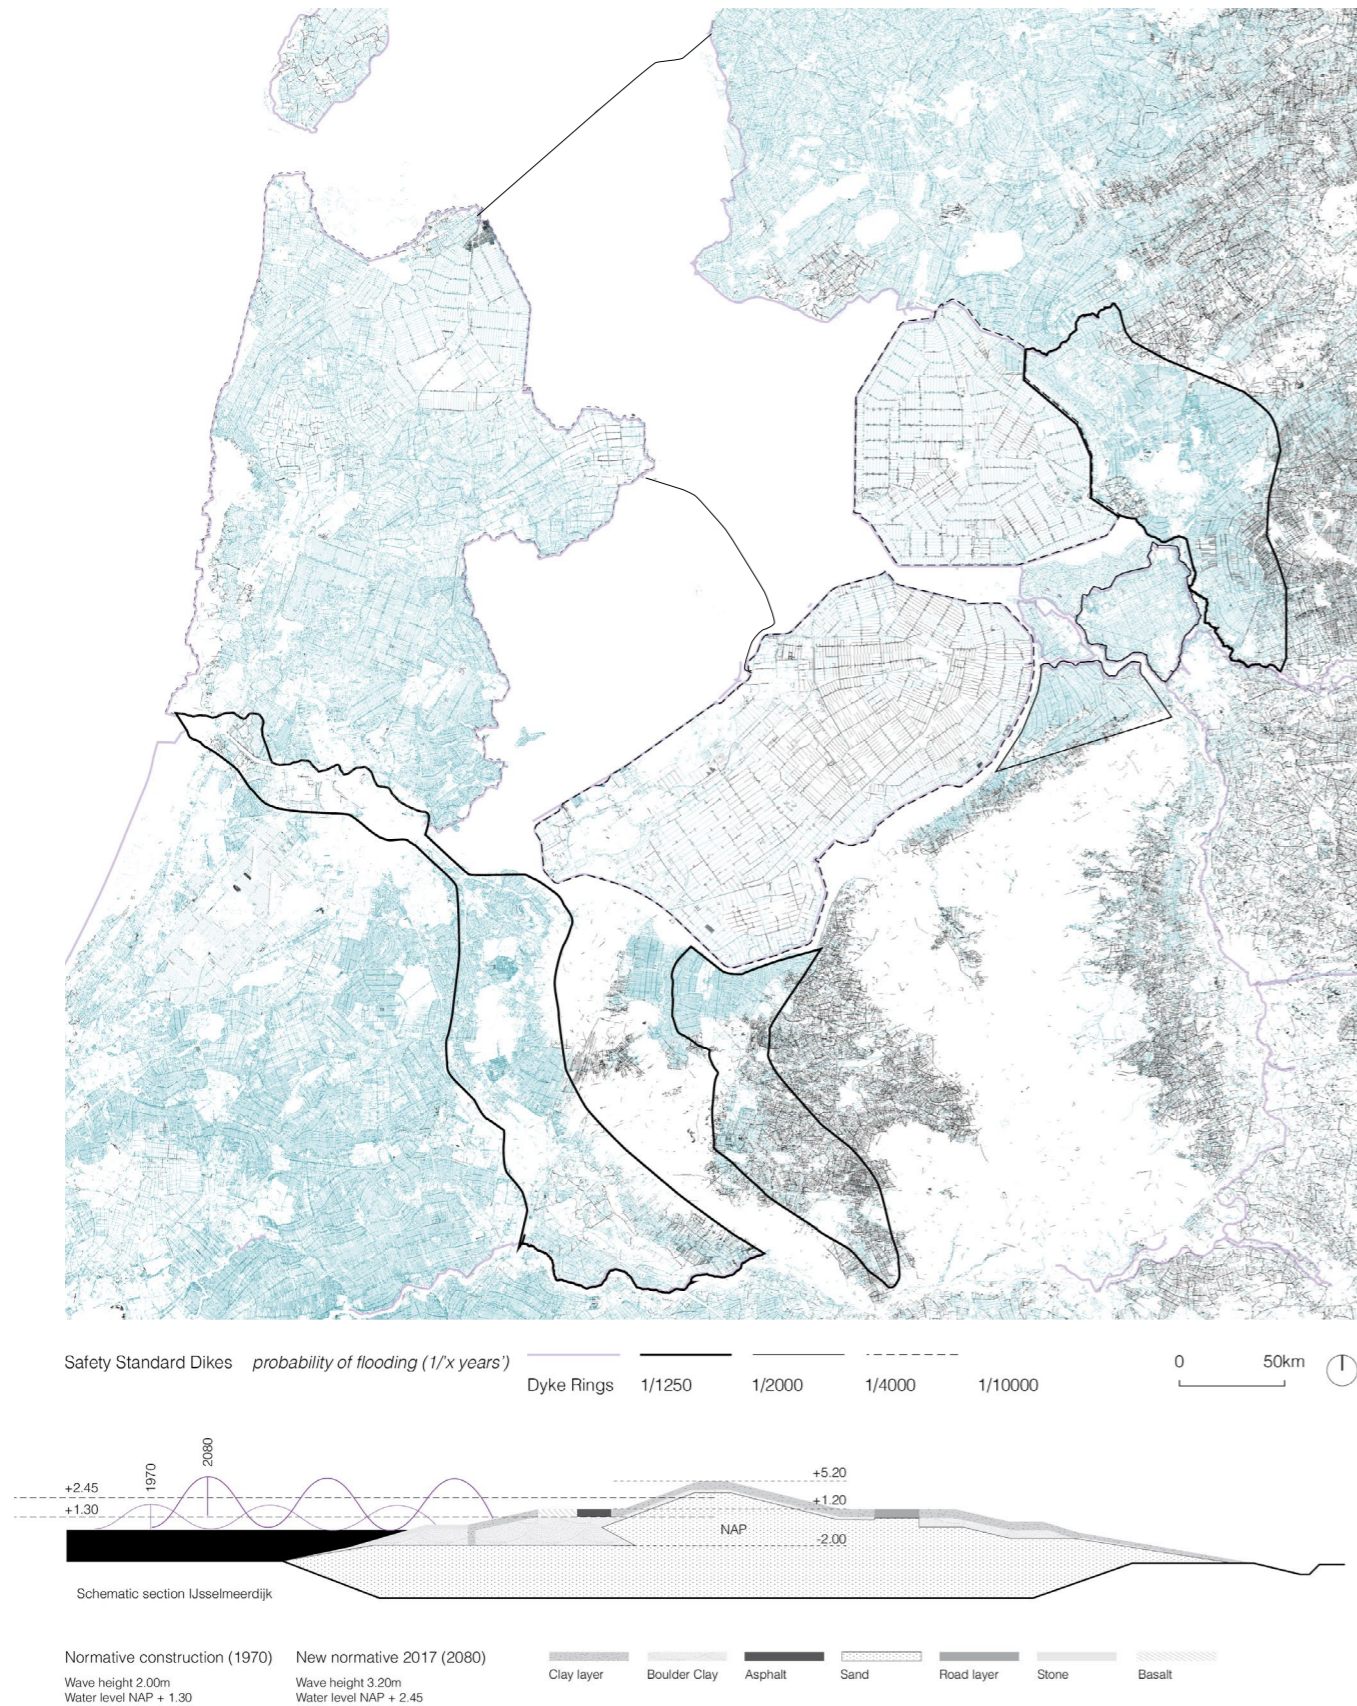 Safety Standard Dikes probability of flooding (1/'x years')
Dyke Rings
1/1250
1/2000
1/4000
1/10000
0
50km
1970
2080
+2.45
+1.30
+5.20
+1.20
NAP
-2.00
Schematic section IJsselmeerdijk
Normative construction (1970)
Wave height 2.00m
Water level NAP + 1.30
New normative 2017 (2080)
Wave height 3.20m
Water level NAP + 2.45
Clay layer
Boulder Clay
Asphalt
Sand
Road layer
Stone
Basalt